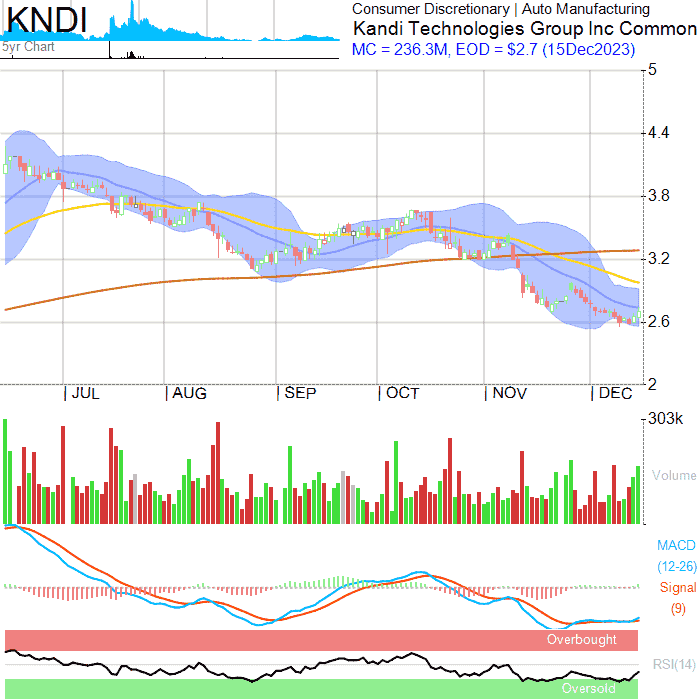 KNDI
5yr Chart
Consumer Discretionary | Auto Manufacturing
Kandi Technologies Group Inc Common
MC = 236.3M, EOD = $2.7 (15Dec2023)
5
4.4
3.8
3.2
2.6
2
JUL AUG SEP OCT NOV DEC
303k
Volume
MACD
(12-26)
Signal
(9)
Overbought
RSI(14)
Oversold